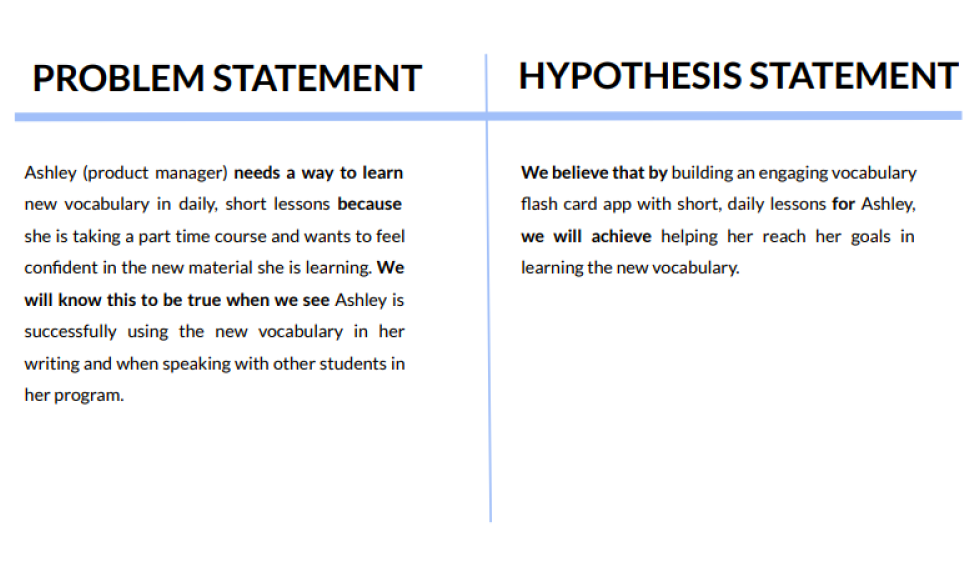 PROBLEM STATEMENT
Ashley (product manager) needs a way to learn
new vocabulary in daily, short lessons because
she is taking a part time course and wants to feel
confident in the new material she is learning. We
will know this to be true when we see Ashley is
successfully using the new vocabulary in her
writing and when speaking with other students in
her program.
HYPOTHESIS STATEMENT
We believe that by building an engaging vocabulary
flash card app with short, daily lessons for Ashley,
we will achieve helping her reach her goals in
learning the new vocabulary.